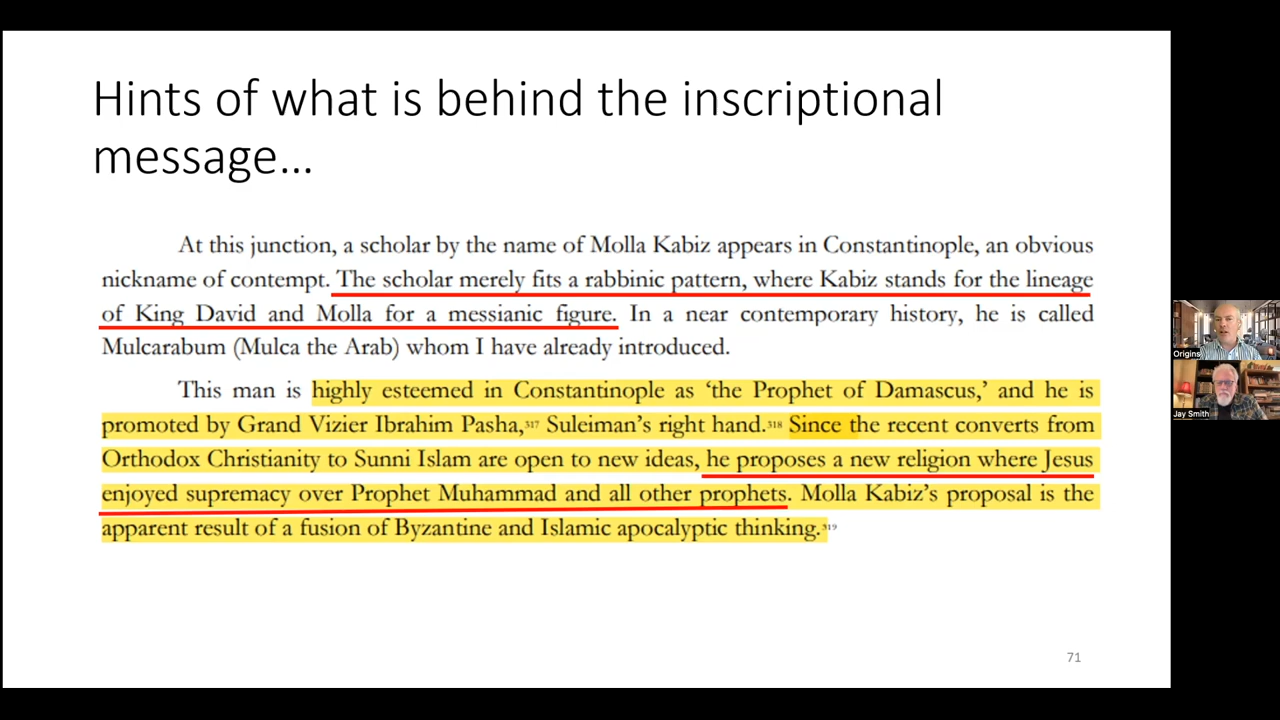 Hints of what is behind the inscriptional
message...
At this junction, a scholar by the name of Molla Kabiz appears in Constantinople, an obvious
nickname of contempt. The scholar merely fits a rabbinic pattern, where Kabiz stands for the lineage
of King David and Molla for a messianic figure. In a near contemporary history, he is called
Mulcarabum (Mulca the Arab) whom I have already introduced.
This man is highly esteemed in Constantinople as ‘the Prophet of Damascus,’ and he is
promoted by Grand Vizier Ibrahim Pasha,317 Suleiman’s right hand.318 Since the recent converts from
Orthodox Christianity to Sunni Islam are open to new ideas, he proposes a new religion where Jesus
enjoyed supremacy over Prophet Muhammad and all other prophets. Molla Kabiz’s proposal is the
apparent result of a fusion of Byzantine and Islamic apocalyptic thinking.319
71
Origins
Jay Smith